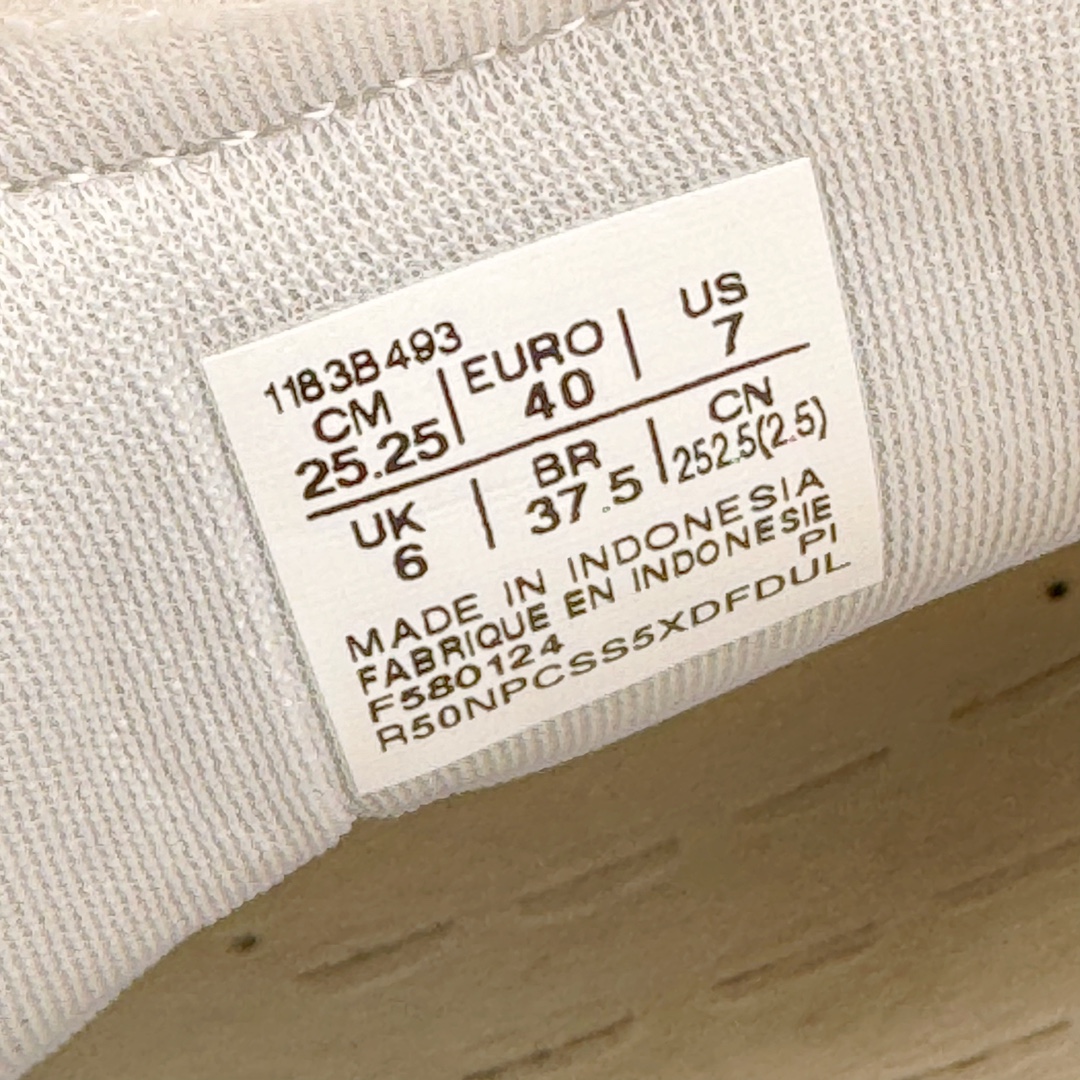 1183B493
CM | EURO | US
25.25 | 40 | 7
UK | BR | CN
6 | 37.5 | 252.5(2.5)
MADE IN INDONESIA
FABRIQUE EN INDONESIE
F580124 PI
R50NPCSS5XDFDUL